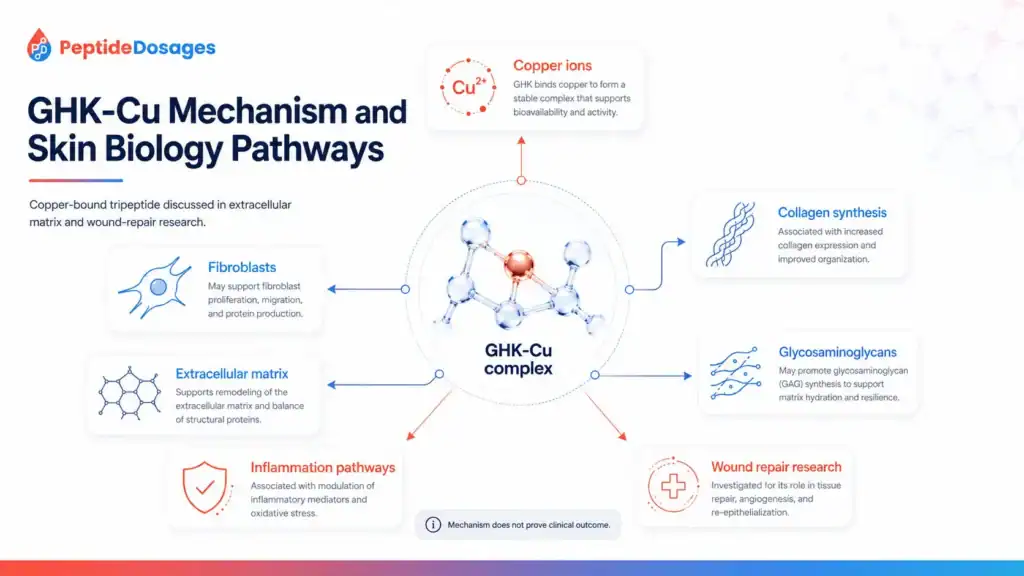 PeptideDosages
GHK-Cu Mechanism and
Skin Biology Pathways
Copper-bound tripeptide discussed in extracellular
matrix and wound-repair research.
Cu2+
Copper ions
GHK binds copper to form a
stable complex that supports
bioavailability and activity.
Fibroblasts
May support fibroblast
proliferation, migration,
and protein production.
Collagen synthesis
Associated with increased
collagen expression and
improved organization.
GHK-Cu
complex
Extracellular matrix
Supports remodeling of the
extracellular matrix and balance
of structural proteins.
Glycosaminoglycans
May promote glycosaminoglycan
(GAG) synthesis to support
matrix hydration and resilience.
Inflammation pathways
Associated with modulation of
inflammatory mediators and
oxidative stress.
Wound repair research
Investigated for its role in tissue
repair, angiogenesis, and
re-epithelialization.
i Mechanism does not prove clinical outcome.